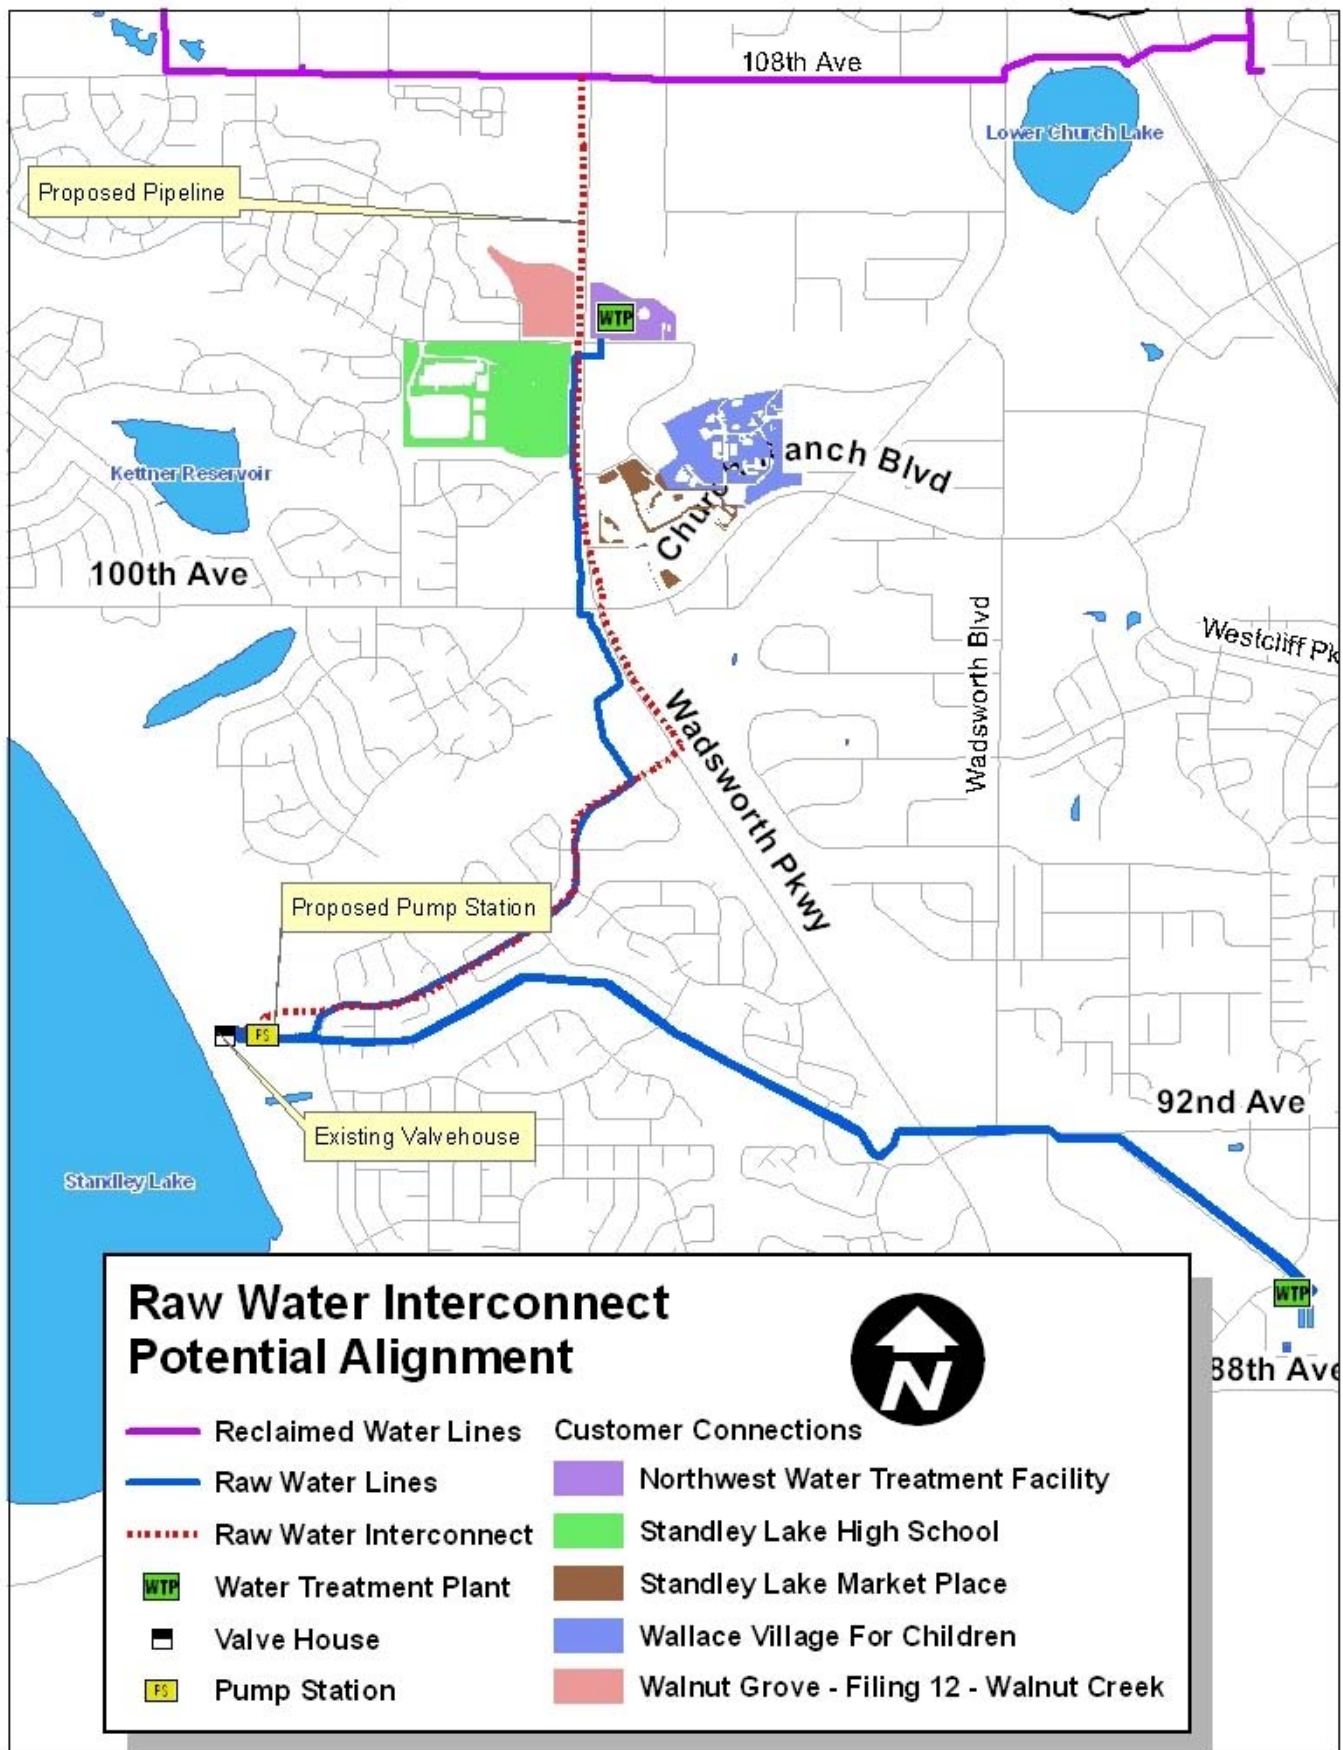 108th Ave
Lower Church Lake
Proposed Pipeline
WTP
Kettner Reservoir
Church Ranch Blvd
100th Ave
Wadsworth Blvd
Westcliff Pk
Wadsworth Pkwy
Proposed Pump Station
PS
92nd Ave
Existing Valvehouse
Standley Lake
WTP
88th Ave
Raw Water Interconnect
Potential Alignment
N
Reclaimed Water Lines
Raw Water Lines
Raw Water Interconnect
WTP Water Treatment Plant
Valve House
PS Pump Station
Customer Connections
Northwest Water Treatment Facility
Standley Lake High School
Standley Lake Market Place
Wallace Village For Children
Walnut Grove - Filing 12 - Walnut Creek